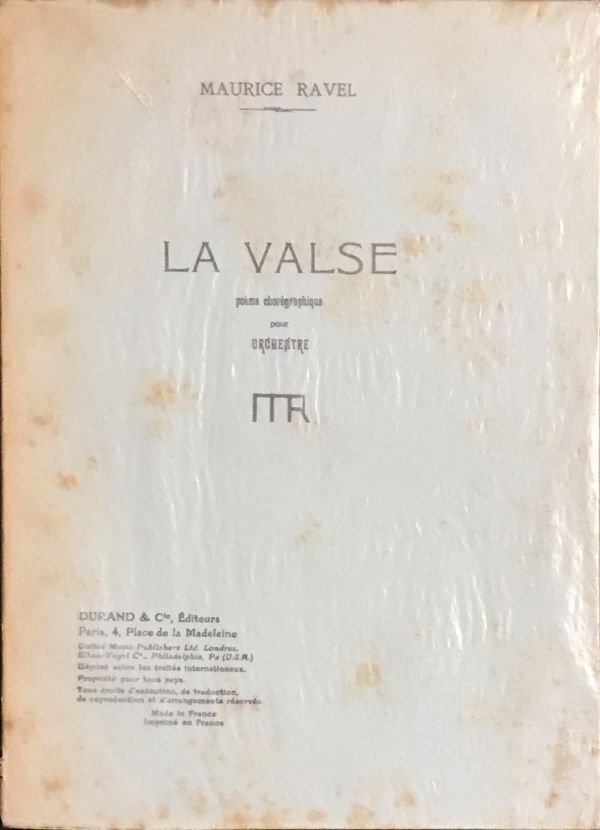 MAURICE RAVEL
LA VALSE
poème chorégraphique
pour
ORCHESTRE
MR
DURAND & Cie, Éditeurs
Paris, 4, Place de la Madeleine
United Music Publishers Ltd. Londres.
Elkan-Vogel Co., Philadelphia, Pa (U.S.A.)
Déposé selon les traités internationaux.
Propriété pour tous pays.
Tous droits d'exécution, de traduction,
de reproduction et d'arrangements réservés.
Made in France
Imprimé en France